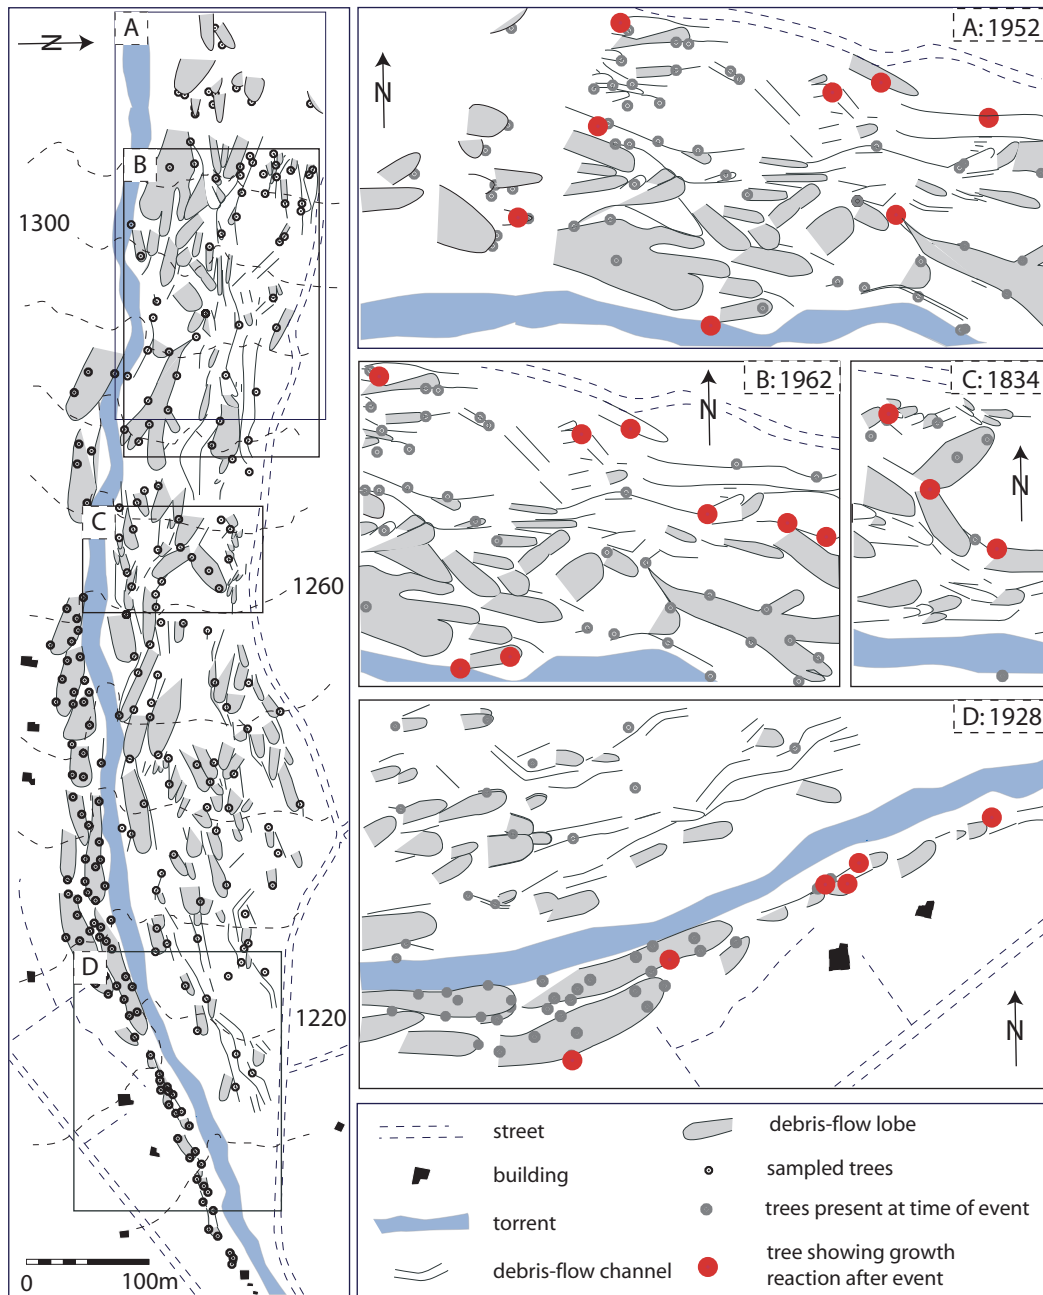 N
A
B
1300
C
1260
D
1220
0 100m
A: 1952
N
B: 1962
N
C: 1834
N
D: 1928
N
street
building
torrent
debris-flow channel
debris-flow lobe
sampled trees
trees present at time of event
tree showing growth
reaction after event